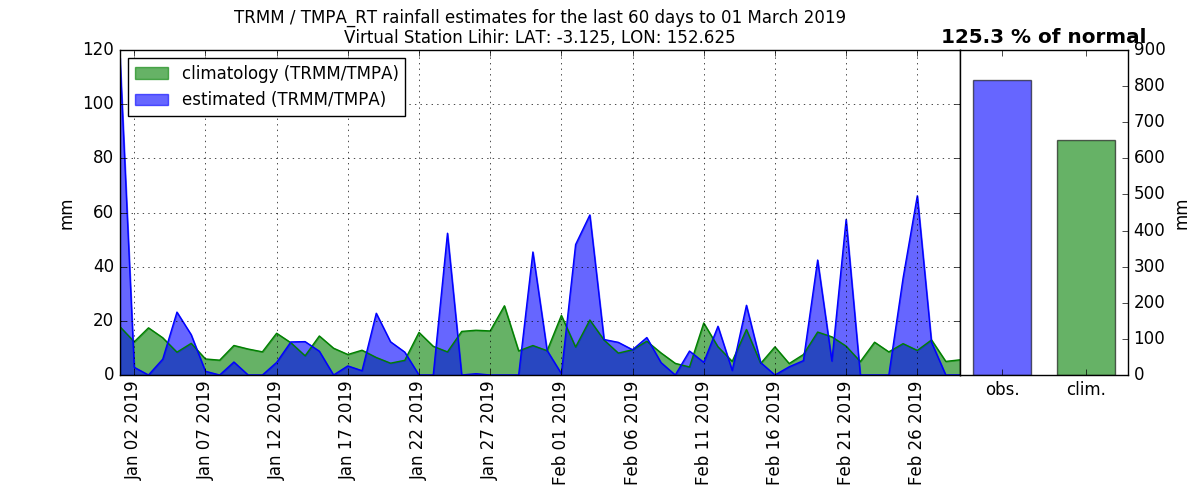 TRMM / TMPA_RT rainfall estimates for the last 60 days to 01 March 2019
Virtual Station Lihir: LAT: -3.125, LON: 152.625
125.3 % of normal
climatology (TRMM/TMPA)
estimated (TRMM/TMPA)
mm
120
100
80
60
40
20
0
Jan 02 2019
Jan 07 2019
Jan 12 2019
Jan 17 2019
Jan 22 2019
Jan 27 2019
Feb 01 2019
Feb 06 2019
Feb 11 2019
Feb 16 2019
Feb 21 2019
Feb 26 2019
900
800
700
600
500
400
300
200
100
0
mm
obs.
clim.